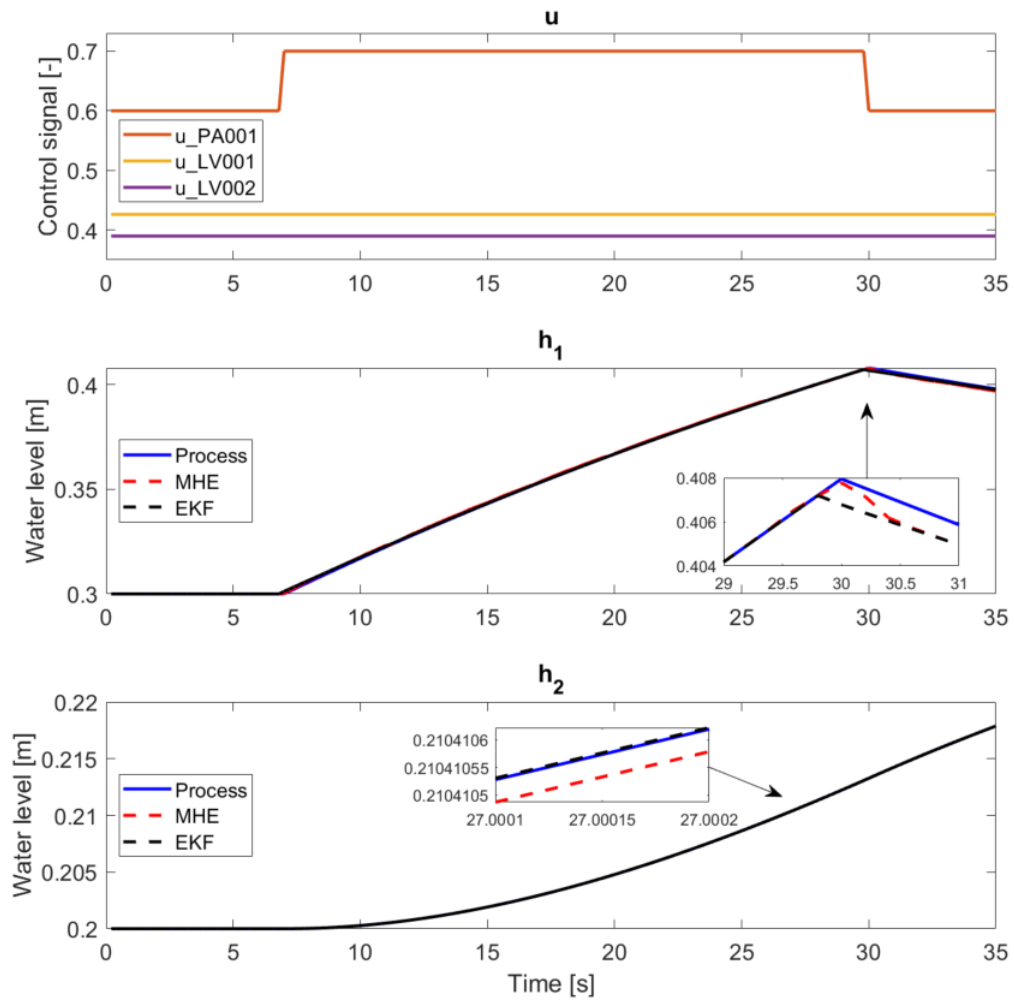 u
Control signal [-]
0.7
0.6
0.5
0.4
u_PA001
u_LV001
u_LV002
0 5 10 15 20 25 30 35
h1
Water level [m]
0.4
0.35
0.3
Process
MHE
EKF
0.408
0.406
0.404
29 29.5 30 30.5 31
0 5 10 15 20 25 30 35
h2
Water level [m]
0.22
0.215
0.21
0.205
0.2
Process
MHE
EKF
0.2104106
0.21041055
0.2104105
27.0001 27.00015 27.0002
0 5 10 15 20 25 30 35
Time [s]